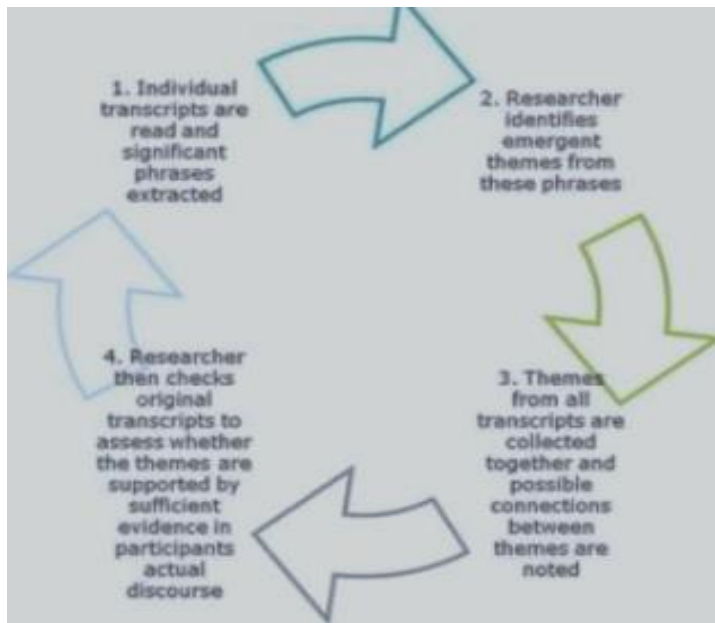 1. Individual
transcripts are
read and
significant
phrases
extracted
2. Researcher
identifies
emergent
themes from
these phrases
3. Themes
from all
transcripts are
collected
together and
possible
connections
between
themes are
noted
4. Researcher
then checks
original
transcripts to
assess whether
the themes are
supported by
sufficient
evidence in
participants
actual
discourse